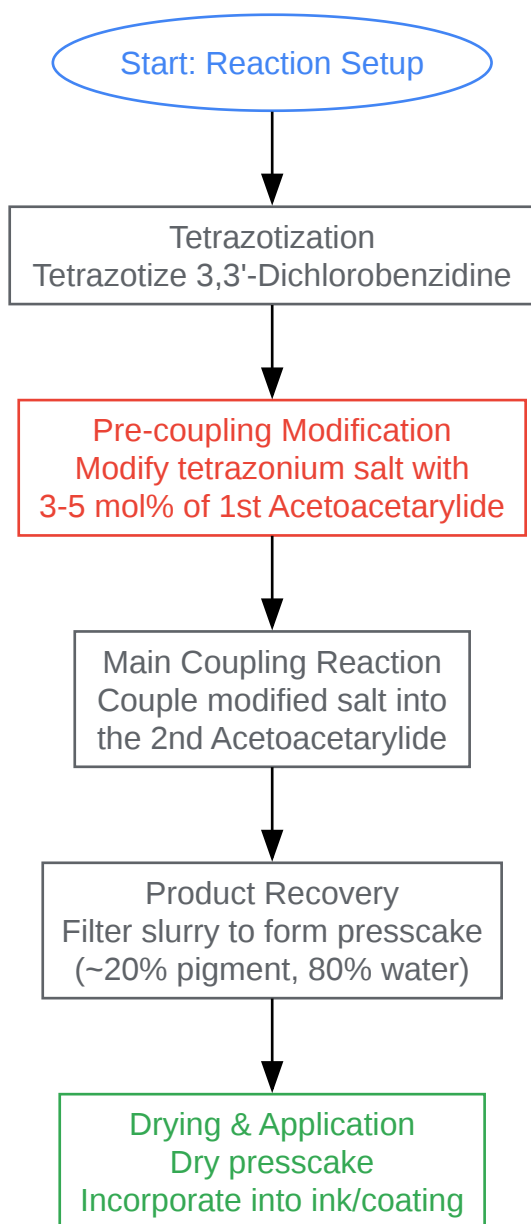 Start: Reaction Setup
Tetrazotization
Tetrazotize 3,3'-Dichlorobenzidine
Pre-coupling Modification
Modify tetrazonium salt with
3-5 mol% of 1st Acetoacetarylide
Main Coupling Reaction
Couple modified salt into
the 2nd Acetoacetarylide
Product Recovery
Filter slurry to form presscake
(~20% pigment, 80% water)
Drying & Application
Dry presscake
Incorporate into ink/coating